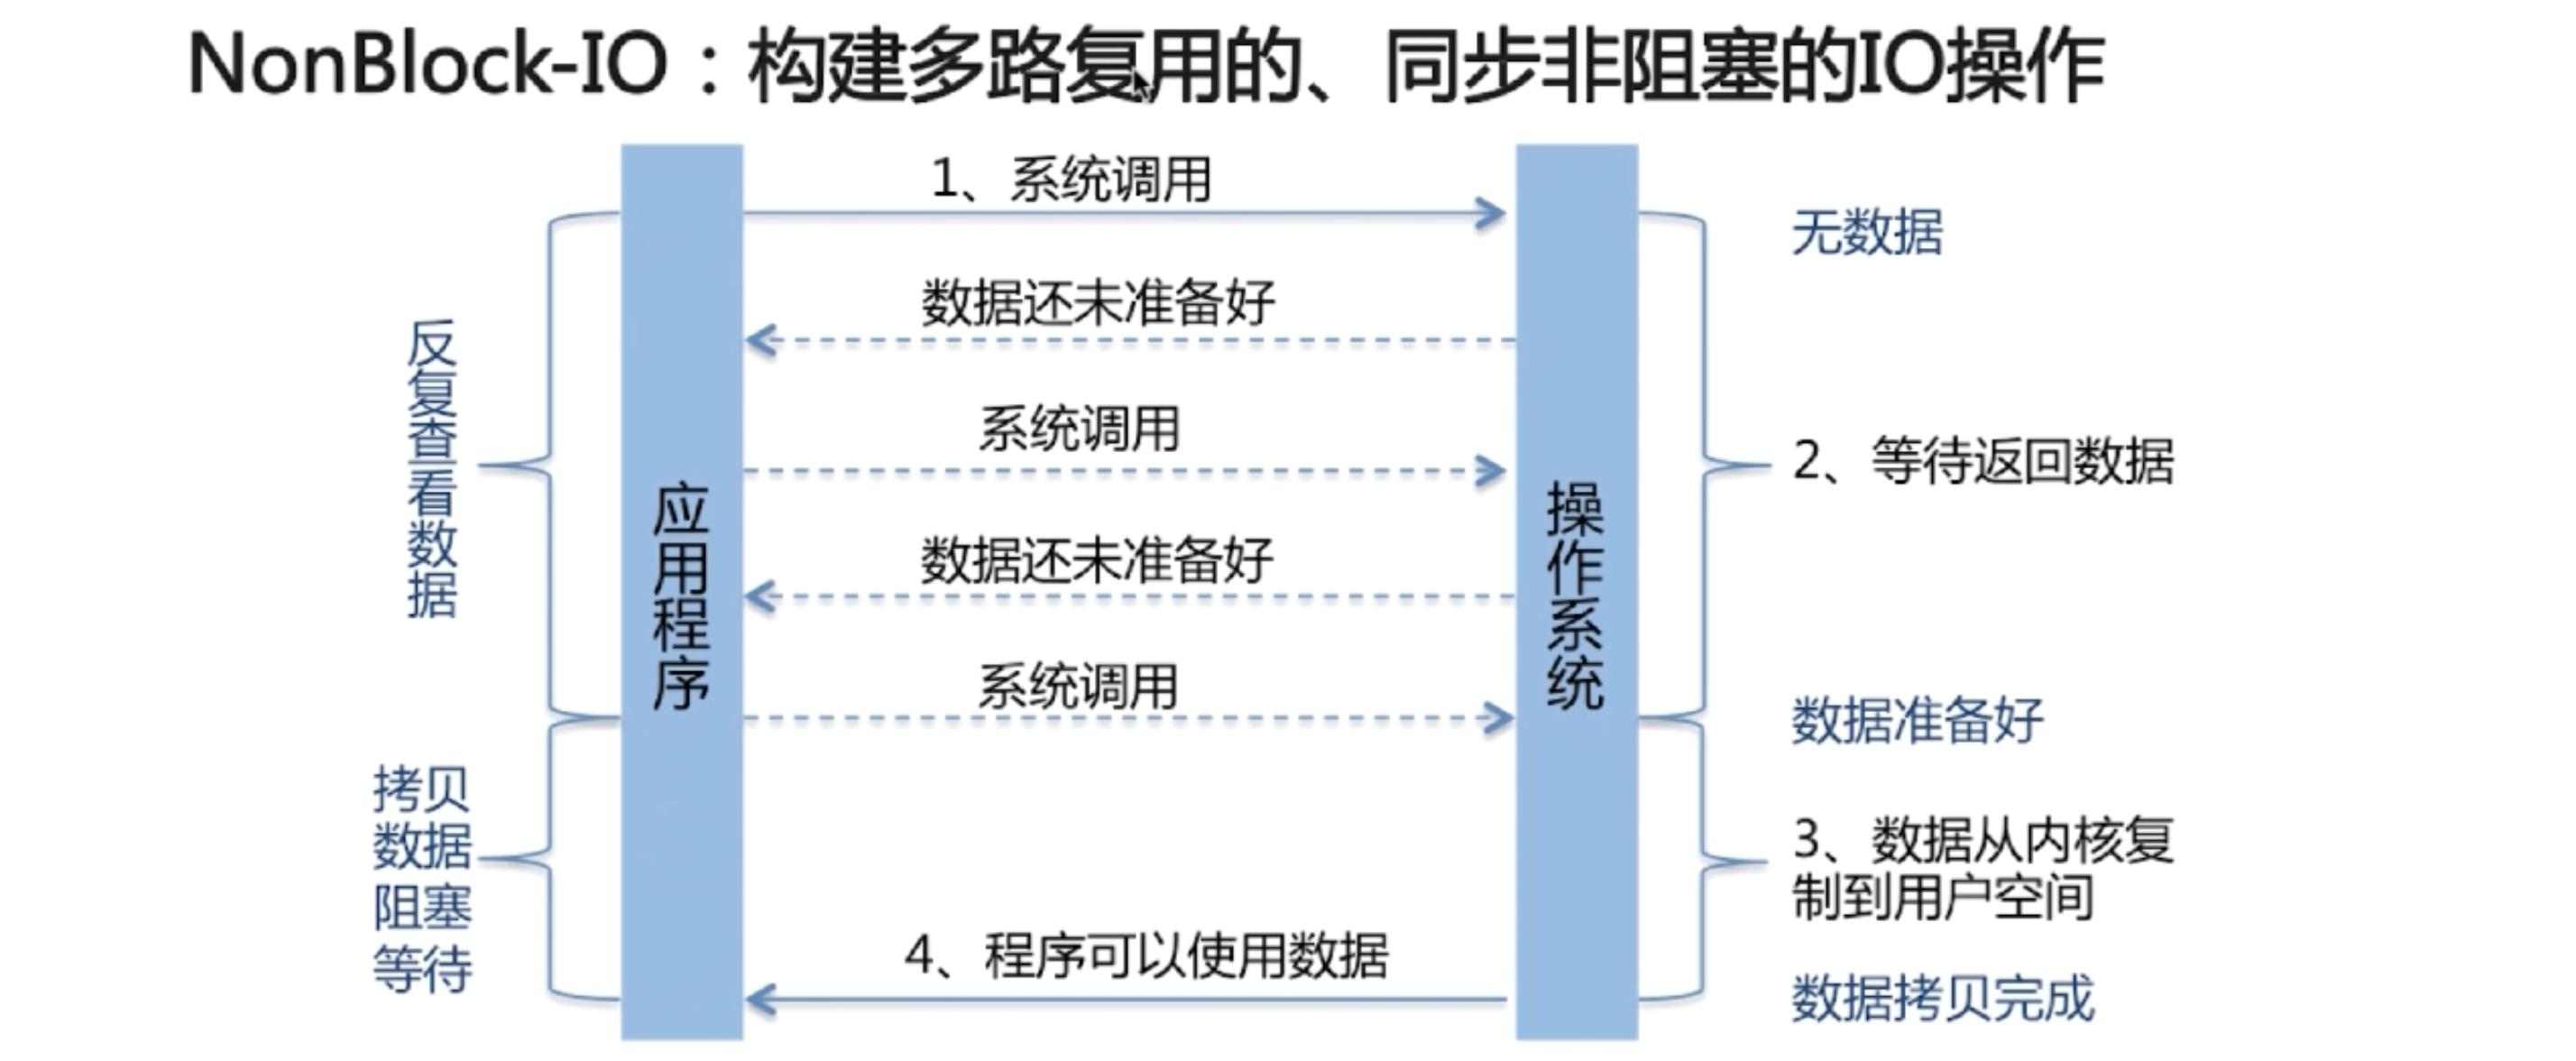 NonBlock-IO：构建多路复用的、同步非阻塞的IO操作
1、系统调用
无数据
数据还未准备好
反复查看数据
系统调用
2、等待返回数据
应用程序
操作系统
数据还未准备好
系统调用
数据准备好
拷贝
数据
阻塞
等待
3、数据从内核复
制到用户空间
4、程序可以使用数据
数据拷贝完成